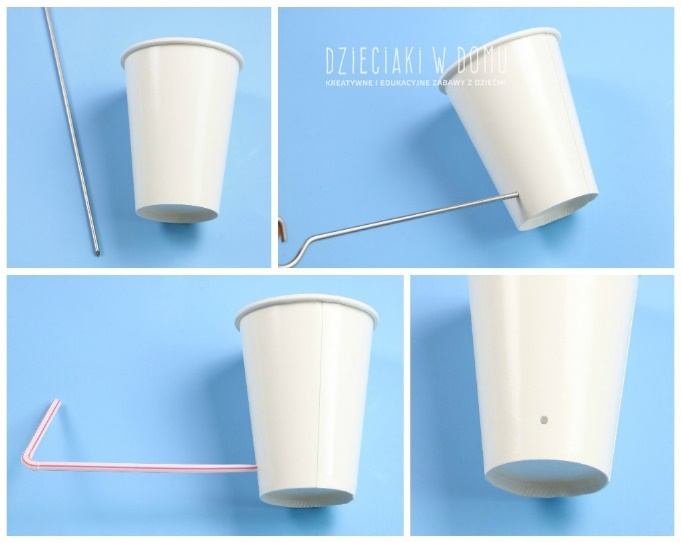 DZIECIAKI W DOMU
KREATYWNE I EDUKACYJNE ZABAWY Z DZIEĆMI